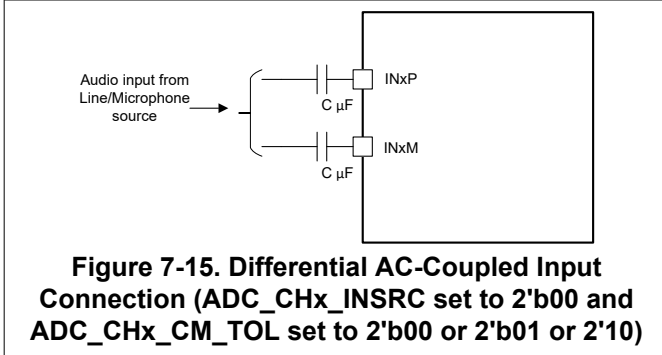 Audio input from
Line/Microphone
source
INxP
C µF
INxM
C µF
Figure 7-15. Differential AC-Coupled Input
Connection (ADC_CHx_INSRC set to 2'b00 and
ADC_CHx_CM_TOL set to 2'b00 or 2'b01 or 2'10)